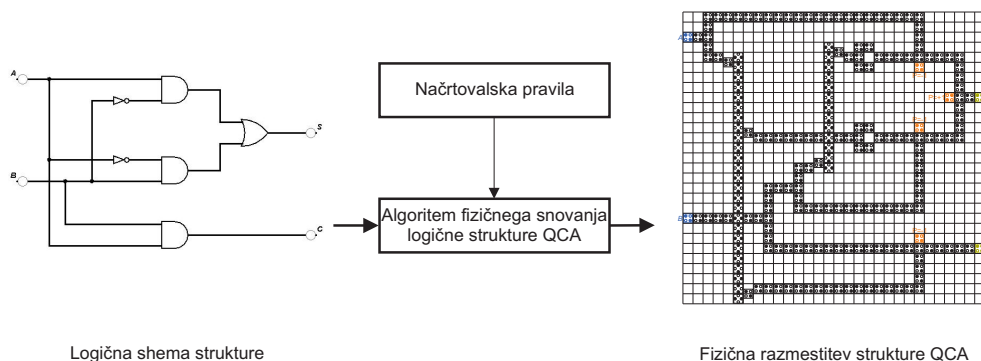 A
B
S
C
Načrtovalska pravila
Algoritem fizičnega snovanja
logične strukture QCA
A
B
Logična shema strukture
Fizična razmestitev strukture QCA